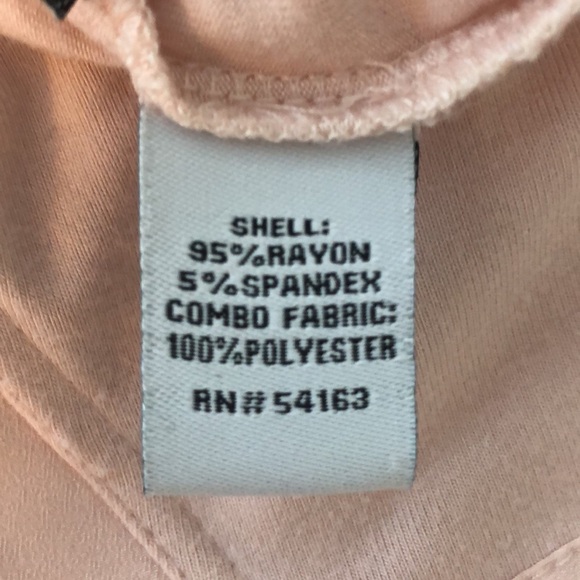 SHELL:
95%RAYON
5%SPANDEX
COMBO FABRIC:
100%POLYESTER
RN# 54163